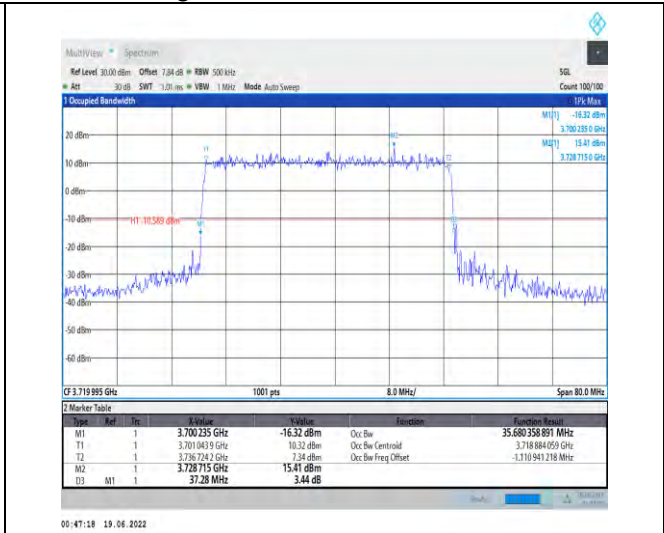 MultiView Spectrum
Ref Level 30.00 dBm Offset 7.84 dB RBW 500 kHz SGL
Att 30 dB SWT 1.01 ms VBW 1 MHz Mode Auto Sweep Count 100/100
1 Occupied Bandwidth 1Pk Max
M1[1] -16.32 dBm
3.700 235 0 GHz
M2[1] 15.41 dBm
3.728 715 0 GHz
20 dBm
10 dBm
0 dBm
-10 dBm
H1 -10.589 dBm
-20 dBm
-30 dBm
-40 dBm
-50 dBm
-60 dBm
T1
M2
T2
M1
CF 3.719 995 GHz 1001 pts 8.0 MHz/ Span 80.0 MHz
2 Marker Table
Type Ref Trc X-Value Y-Value Function Function Result
M1 1 3.700235 GHz -16.32 dBm Occ Bw 35.680 358 891 MHz
T1 1 3.701 043 9 GHz 10.32 dBm Occ Bw Centroid 3.718 884 059 GHz
T2 1 3.736 724 2 GHz 7.34 dBm Occ Bw Freq Offset -1.110 941 218 MHz
M2 1 3.728715 GHz 15.41 dBm
D3 M1 1 37.28 MHz 3.44 dB
00:47:18 19.06.2022